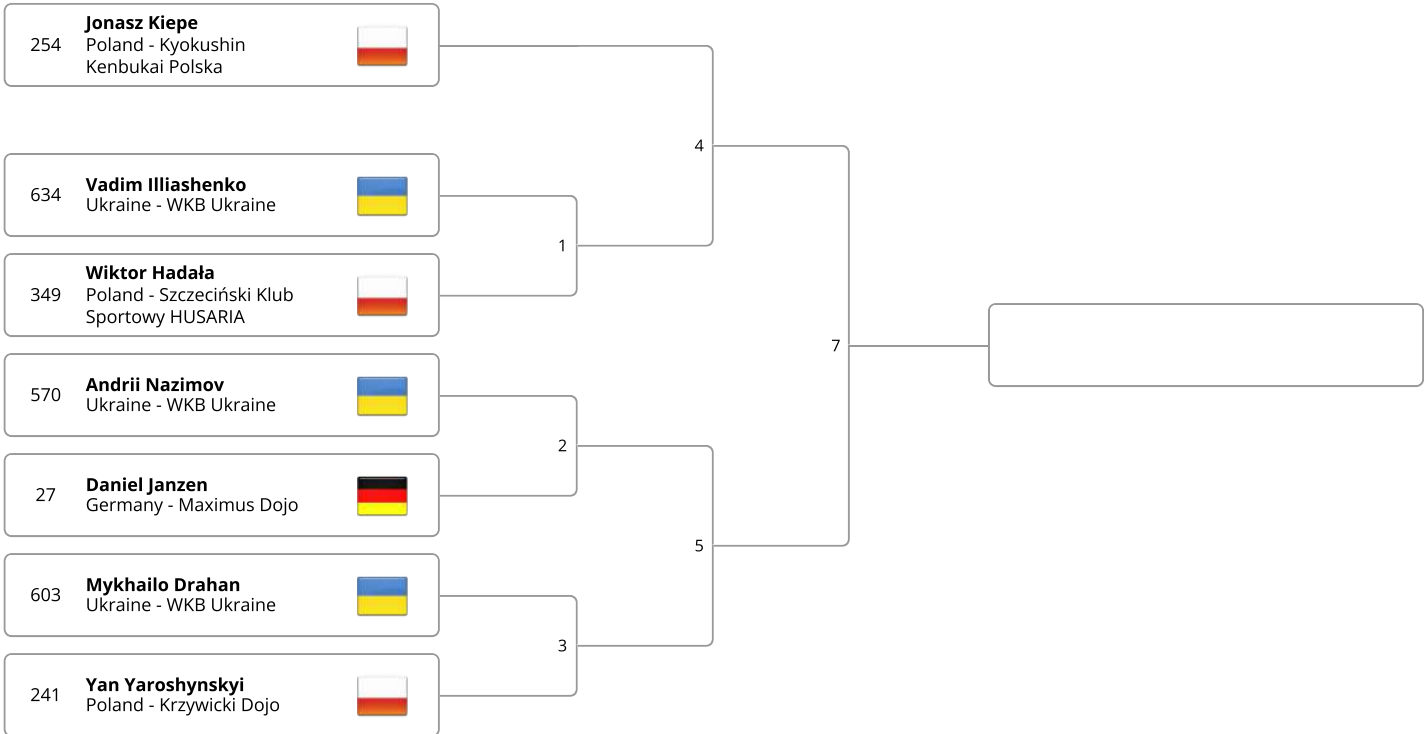 Jonasz Kiepe
254
Poland - Kyokushin
Kenbukai Polska
4
Vadim Illiashenko
634
Ukraine - WKB Ukraine
1
Wiktor Hadała
349
Poland - Szczeciński Klub
Sportowy HUSARIA
7
Andrii Nazimov
570
Ukraine - WKB Ukraine
2
Daniel Janzen
27
Germany - Maximus Dojo
5
Mykhailo Drahan
603
Ukraine - WKB Ukraine
3
Yan Yaroshynskyi
241
Poland - Krzywicki Dojo